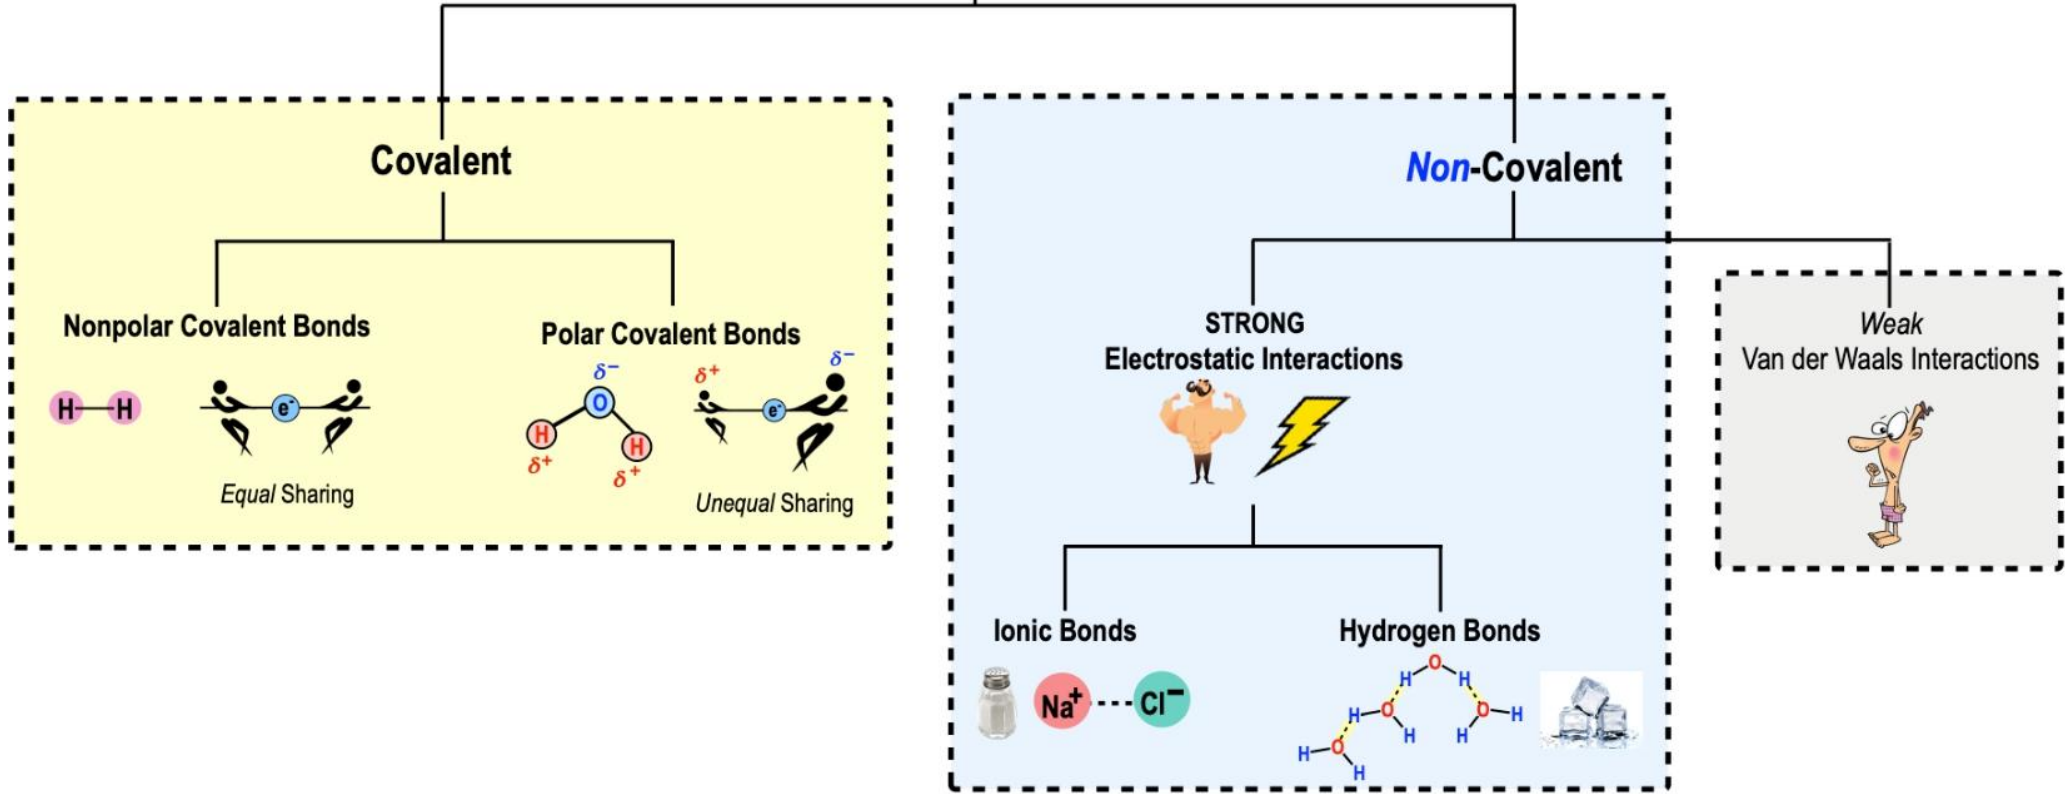 Covalent
Non-Covalent
Nonpolar Covalent Bonds
H H
e-
Equal Sharing
Polar Covalent Bonds
δ−
O
H
H
δ+
δ+
δ+
δ−
e-
Unequal Sharing
STRONG
Electrostatic Interactions
Weak
Van der Waals Interactions
Ionic Bonds
Na+ Cl−
Hydrogen Bonds
O
H H
H O O H
H H
H O
H